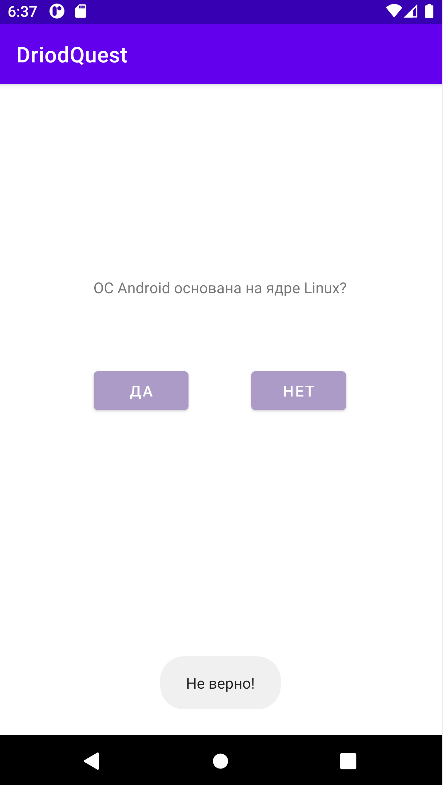 6:37
DriodQuest
ОС Android основана на ядре Linux?
ДА
НЕТ
Не верно!